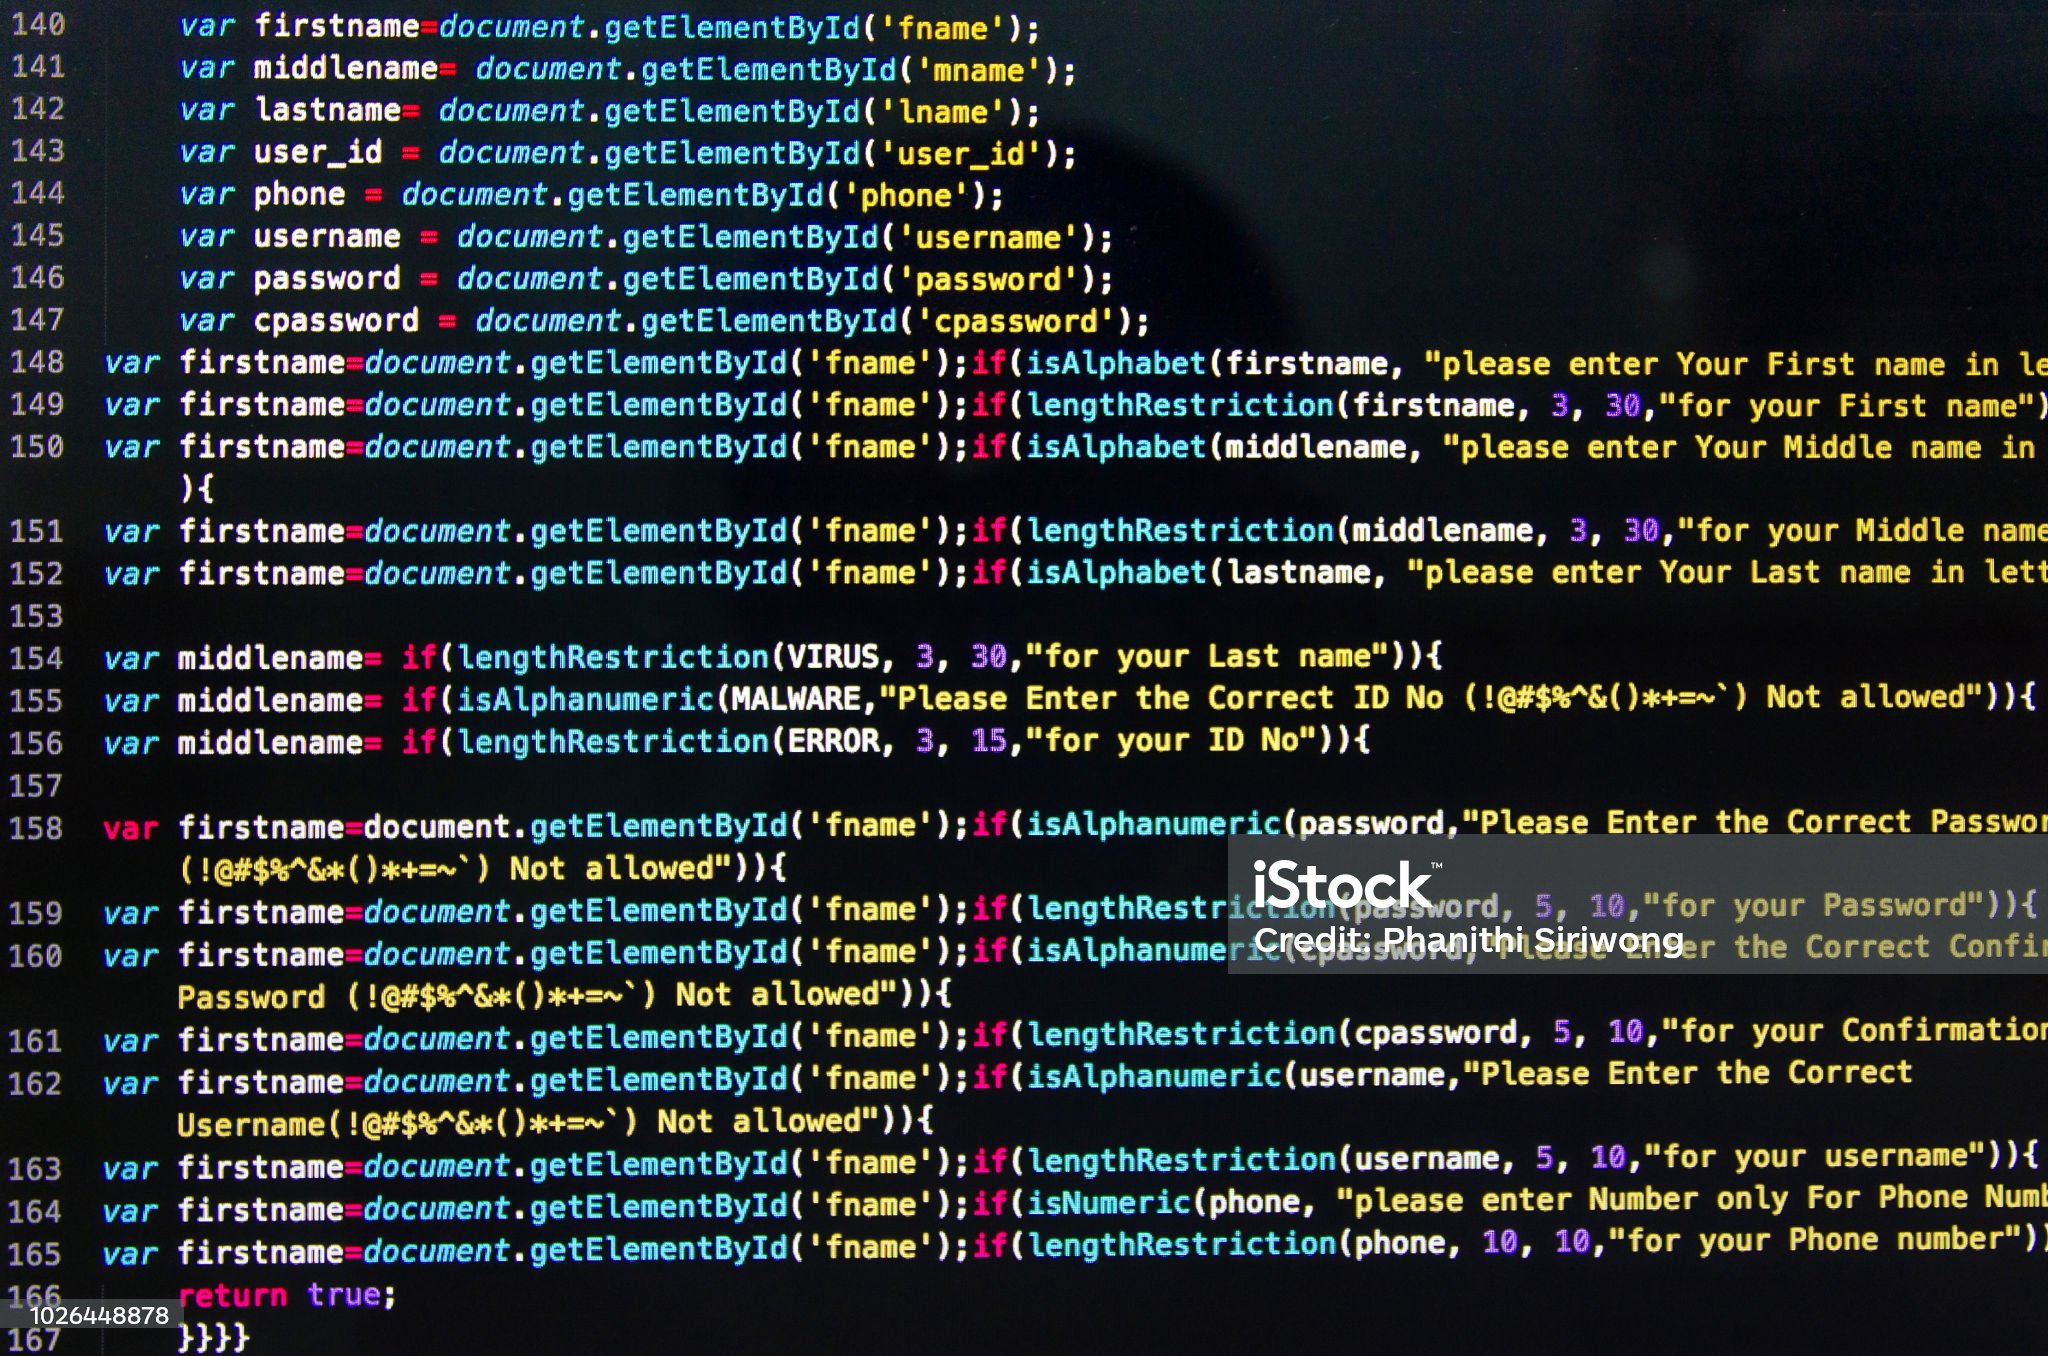 140 var firstname=document.getElementById('fname');
141 var middlename= document.getElementById('mname');
142 var lastname= document.getElementById('lname');
143 var user_id = document.getElementById('user_id');
144 var phone = document.getElementById('phone');
145 var username = document.getElementById('username');
146 var password = document.getElementById('password');
147 var cpassword = document.getElementById('cpassword');
148 var firstname=document.getElementById('fname');if(isAlphabet(firstname, "please enter Your First name in le
149 var firstname=document.getElementById('fname');if(lengthRestriction(firstname, 3, 30,"for your First name")
150 var firstname=document.getElementById('fname');if(isAlphabet(middlename, "please enter Your Middle name in
){
151 var firstname=document.getElementById('fname');if(lengthRestriction(middlename, 3, 30,"for your Middle name
152 var firstname=document.getElementById('fname');if(isAlphabet(lastname, "please enter Your Last name in lett
153
154 var middlename= if(lengthRestriction(VIRUS, 3, 30,"for your Last name")){
155 var middlename= if(isAlphanumeric(MALWARE,"Please Enter the Correct ID No (!@#$%^&()*+=~`) Not allowed")){
156 var middlename= if(lengthRestriction(ERROR, 3, 15,"for your ID No")){
157
158 var firstname=document.getElementById('fname');if(isAlphanumeric(password,"Please Enter the Correct Passwor
(!@#$%^&*()*+=~`) Not allowed")){
iStock™
159 var firstname=document.getElementById('fname');if(lengthRestriction(password, 5, 10,"for your Password")){
Credit: Phanithi Siriwong
160 var firstname=document.getElementById('fname');if(isAlphanumeric(cpassword,"Please Enter the Correct Confir
Password (!@#$%^&*()*+=~`) Not allowed")){
161 var firstname=document.getElementById('fname');if(lengthRestriction(cpassword, 5, 10,"for your Confirmation
162 var firstname=document.getElementById('fname');if(isAlphanumeric(username,"Please Enter the Correct
Username(!@#$%^&*()*+=~`) Not allowed")){
163 var firstname=document.getElementById('fname');if(lengthRestriction(username, 5, 10,"for your username")){
164 var firstname=document.getElementById('fname');if(isNumeric(phone, "please enter Number only For Phone Numb
165 var firstname=document.getElementById('fname');if(lengthRestriction(phone, 10, 10,"for your Phone number"))
166 return true;
1026448878
167 }}}}